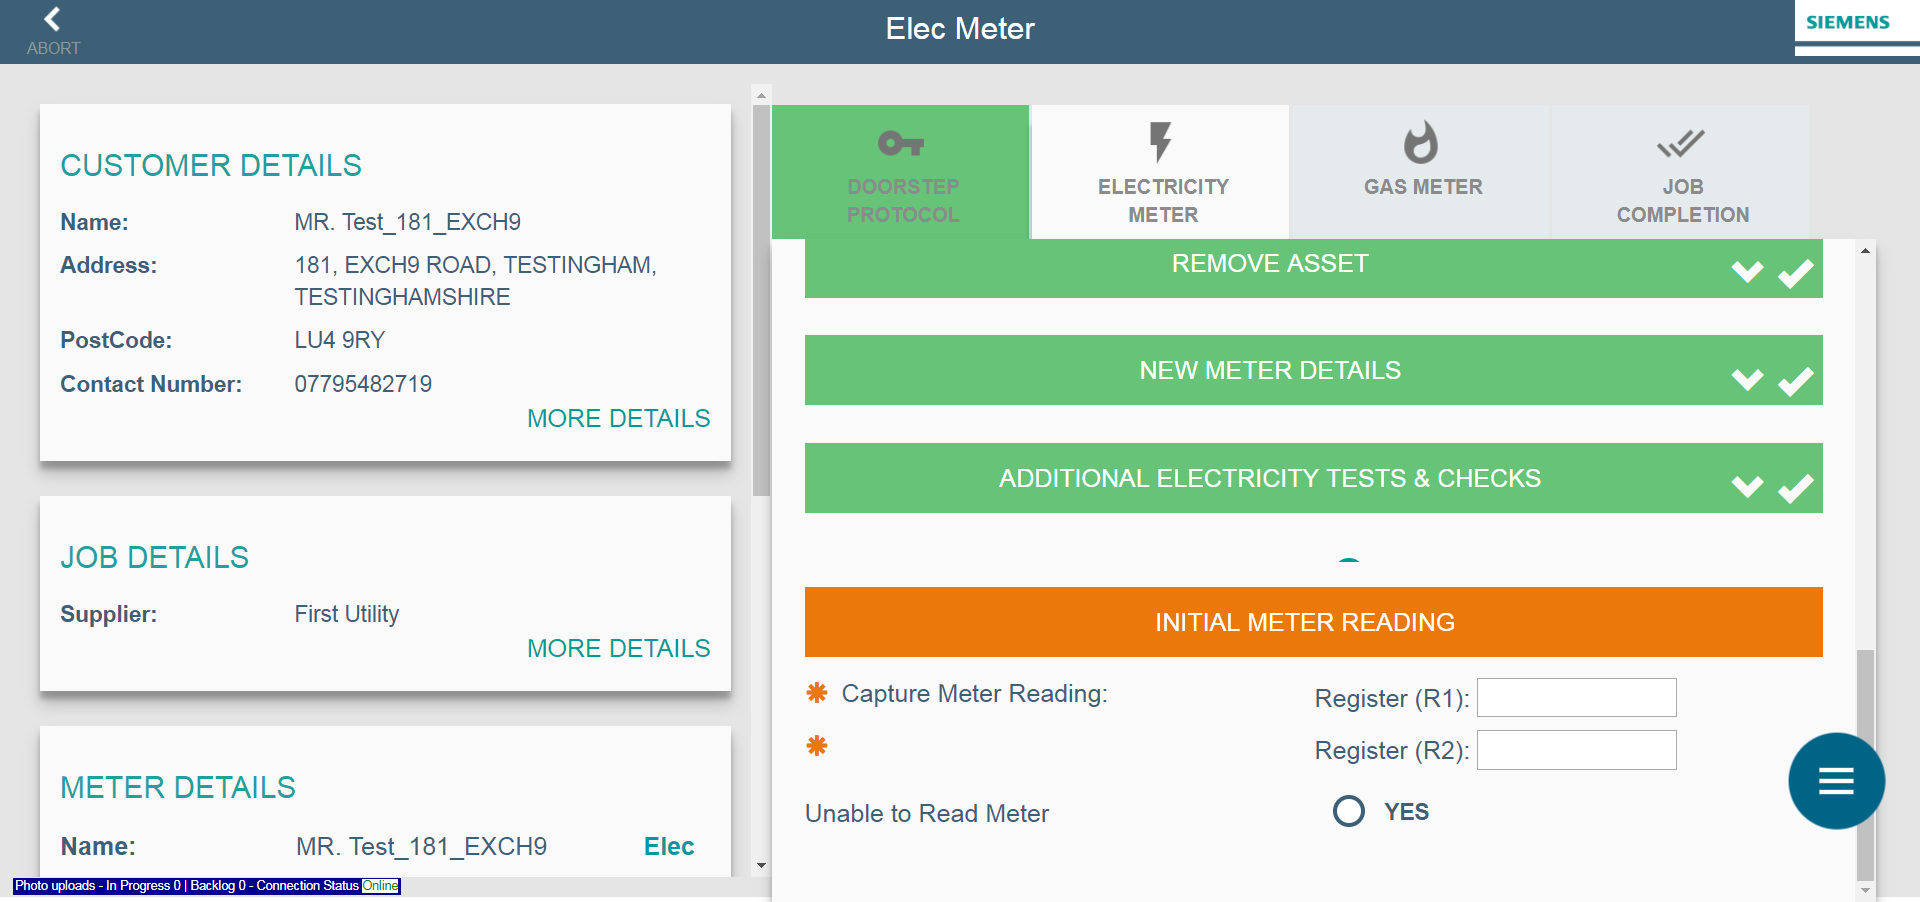 ABORT
Elec Meter
SIEMENS
CUSTOMER DETAILS
Name: MR. Test_181_EXCH9
Address: 181, EXCH9 ROAD, TESTINGHAM,
TESTINGHAMSHIRE
PostCode: LU4 9RY
Contact Number: 07795482719
MORE DETAILS
JOB DETAILS
Supplier: First Utility
MORE DETAILS
METER DETAILS
Name: MR. Test_181_EXCH9 Elec
Photo uploads - In Progress 0 | Backlog 0 - Connection Status Online
DOORSTEP
PROTOCOL
ELECTRICITY
METER
GAS METER
JOB
COMPLETION
REMOVE ASSET
NEW METER DETAILS
ADDITIONAL ELECTRICITY TESTS & CHECKS
INITIAL METER READING
✱ Capture Meter Reading: Register (R1):
✱ Register (R2):
Unable to Read Meter YES